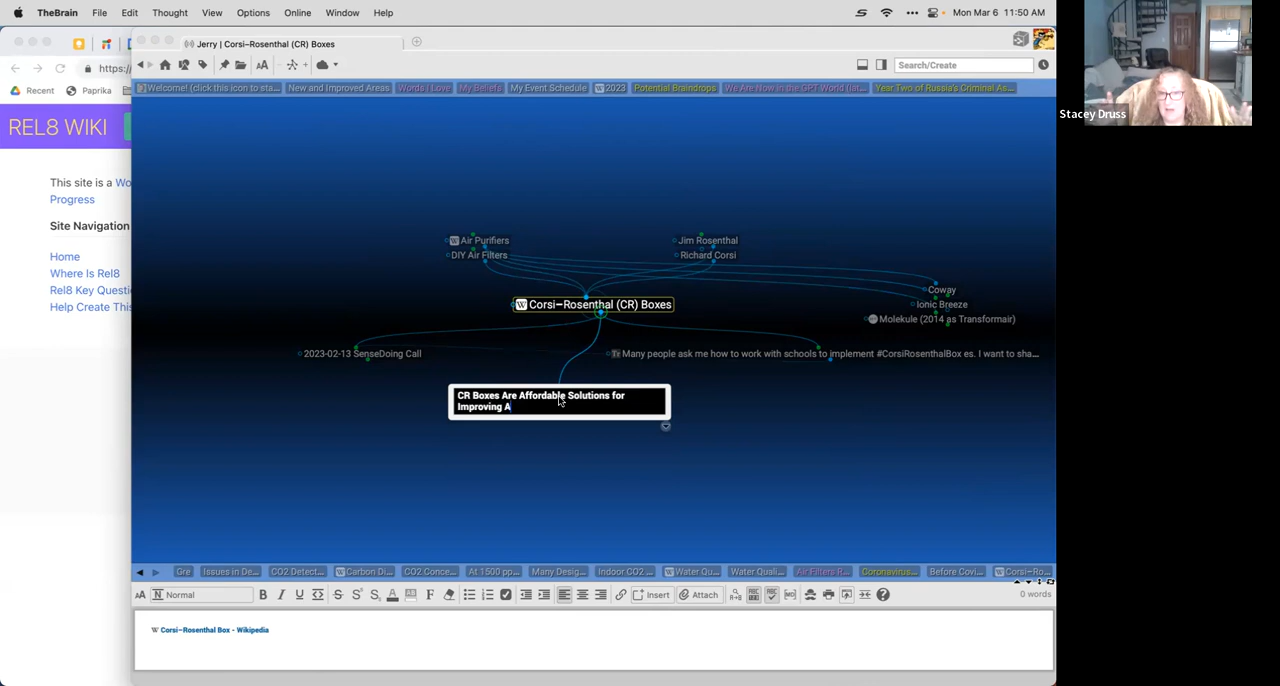 TheBrain File Edit Thought View Options Online Window Help
Mon Mar 6 11:50 AM
Jerry | Corsi–Rosenthal (CR) Boxes
https:/
Search/Create
Recent
Paprika
Welcome! (click this icon to sta...
New and Improved Areas
Words I Love
My Beliefs
My Event Schedule
2023
Potential Braindrops
We Are Now in the GPT World (lat...
Year Two of Russia's Criminal As...
Stacey Druss
REL8 WIKI
This site is a Wo
Progress
Site Navigation
Home
Where Is Rel8
Rel8 Key Questi
Help Create This
Air Purifiers
DIY Air Filters
Jim Rosenthal
Richard Corsi
Coway
Ionic Breeze
Molekule (2014 as Transformair)
Corsi–Rosenthal (CR) Boxes
2023-02-13 SenseDoing Call
Many people ask me how to work with schools to implement #CorsiRosenthalBox es. I want to sha...
CR Boxes Are Affordable Solutions for
Improving A
Gre
Issues in De...
CO2 Detect...
Carbon Di...
CO2 Conce...
At 1500 pp...
Many Desig...
Indoor CO2 ...
Water Qu...
Water Quali...
Air Filters R...
Coronavirus...
Before Covi...
Corsi–Ro...
Normal
Insert
Attach
0 words
Corsi–Rosenthal Box - Wikipedia